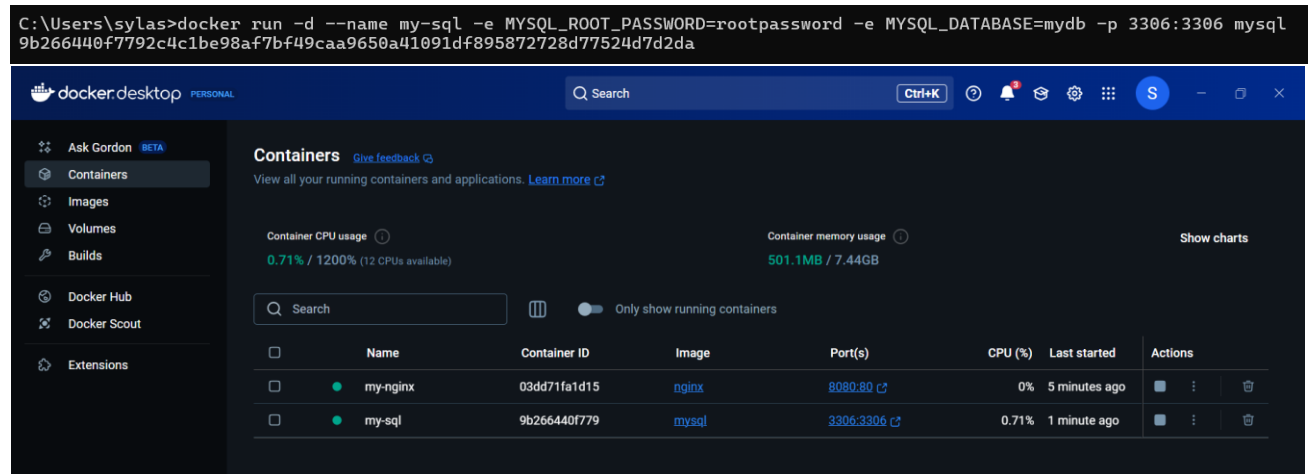 C:\Users\sylas>docker run -d --name my-sql -e MYSQL_ROOT_PASSWORD=rootpassword -e MYSQL_DATABASE=mydb -p 3306:3306 mysql
9b266440f7792c4c1be98af7bf49caa9650a41091df895872728d77524d7d2da
docker.desktop PERSONAL
Search Ctrl+K 3 S
Ask Gordon BETA
Containers
Images
Volumes
Builds
Docker Hub
Docker Scout
Extensions
Containers Give feedback
View all your running containers and applications. Learn more
Container CPU usage
0.71% / 1200% (12 CPUs available)
Container memory usage
501.1MB / 7.44GB
Show charts
Search Only show running containers
Name Container ID Image Port(s) CPU (%) Last started Actions
my-nginx 03dd71fa1d15 nginx 8080:80 0% 5 minutes ago
my-sql 9b266440f779 mysql 3306:3306 0.71% 1 minute ago